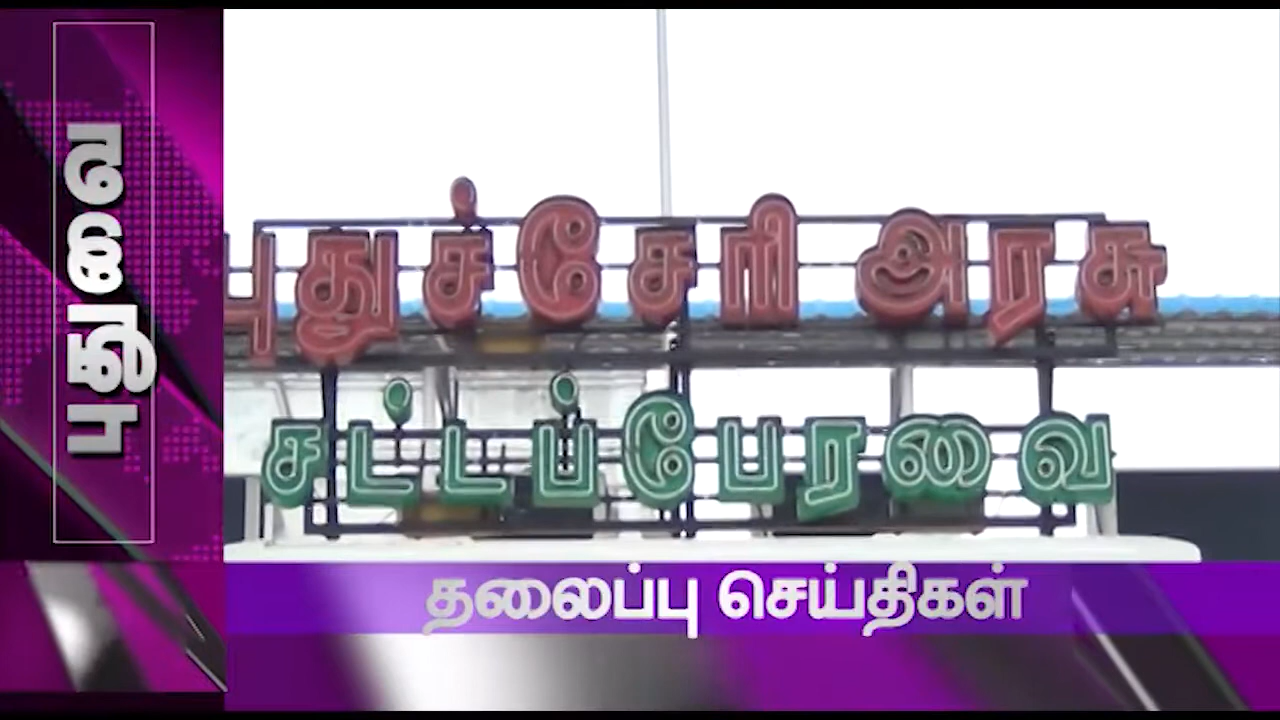 புதுவை
புதுச்சேரி அரசு
சட்டப்பேரவை
தலைப்பு செய்திகள்